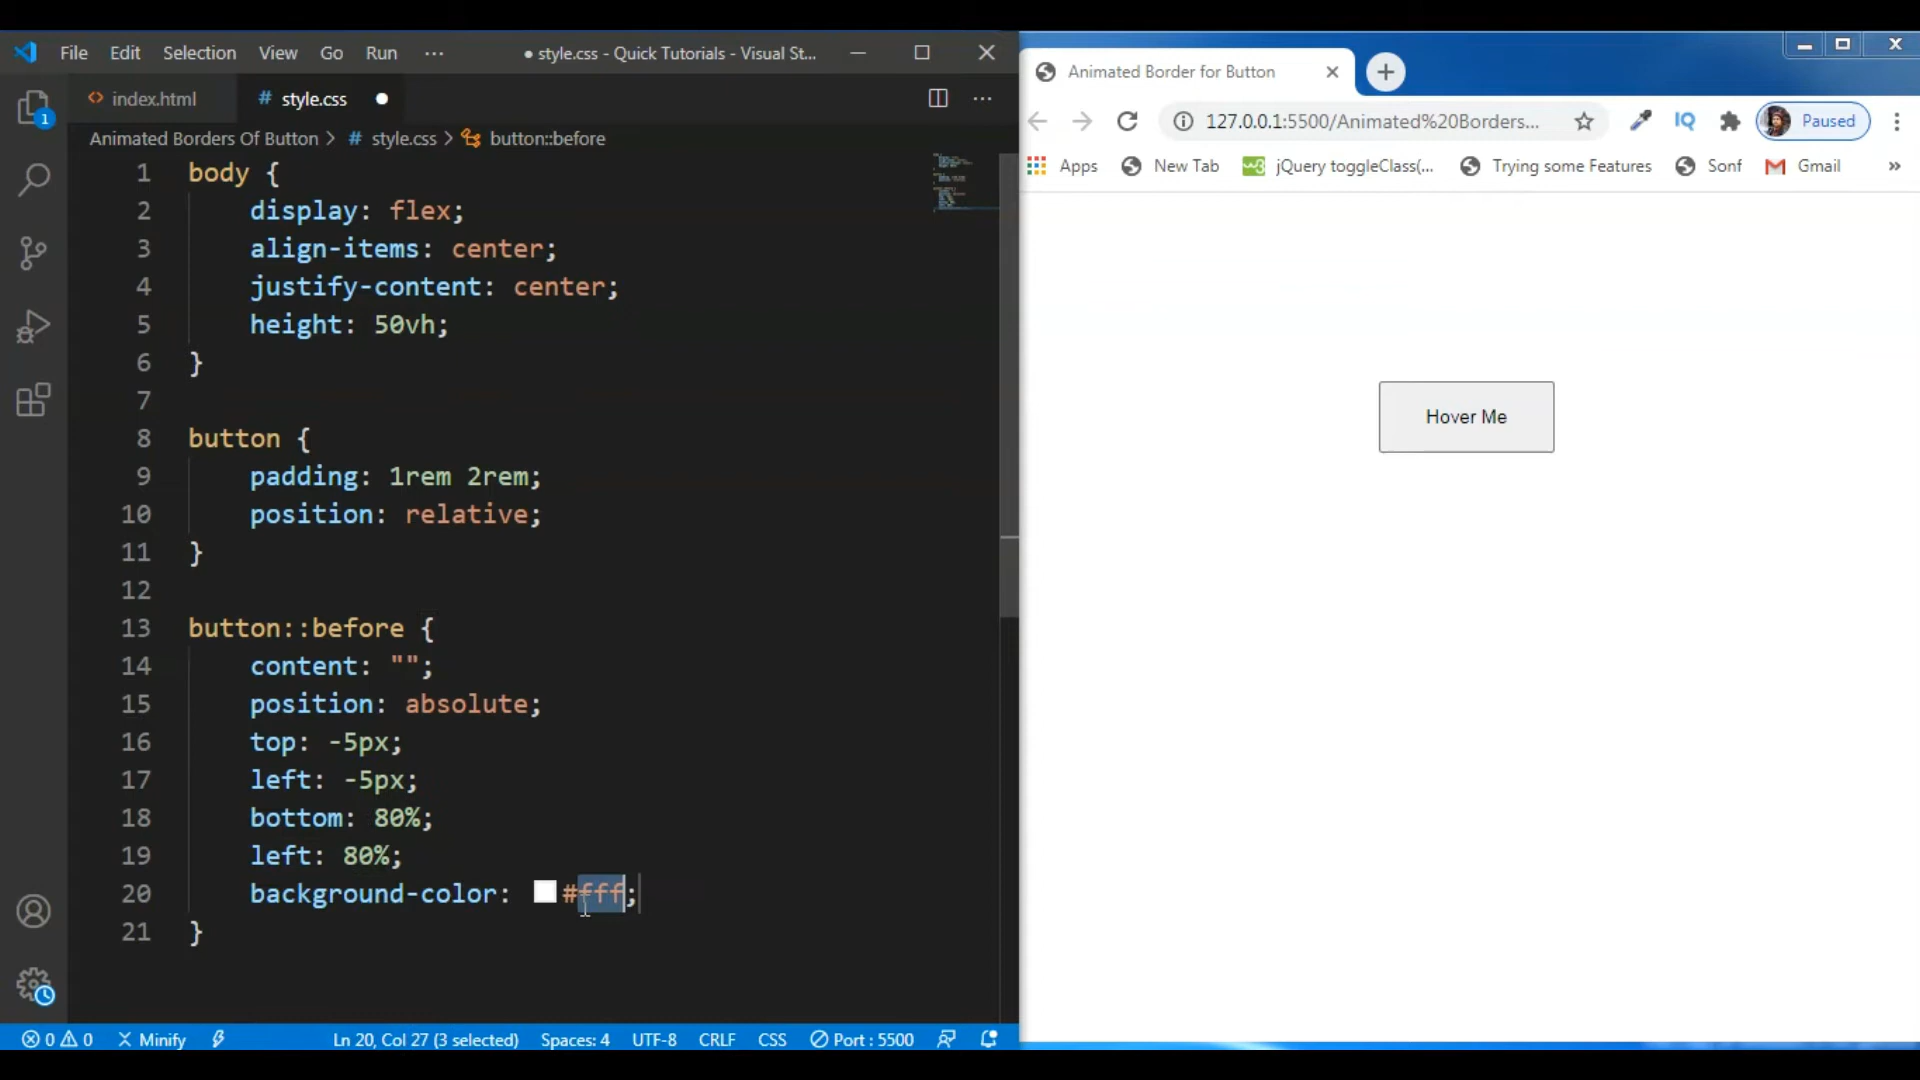 File Edit Selection View Go Run ··· ● style.css - Quick Tutorials - Visual St...
index.html # style.css ●
Animated Borders Of Button > # style.css > button::before
1 body {
2 display: flex;
3 align-items: center;
4 justify-content: center;
5 height: 50vh;
6 }
7
8 button {
9 padding: 1rem 2rem;
10 position: relative;
11 }
12
13 button::before {
14 content: "";
15 position: absolute;
16 top: -5px;
17 left: -5px;
18 bottom: 80%;
19 left: 80%;
20 background-color: #fff;
21 }
0 0 Minify Ln 20, Col 27 (3 selected) Spaces: 4 UTF-8 CRLF CSS Port : 5500
1
Animated Border for Button
127.0.0.1:5500/Animated%20Borders... IQ Paused
Apps New Tab w3 jQuery toggleClass(... Trying some Features Sonf Gmail »
Hover Me